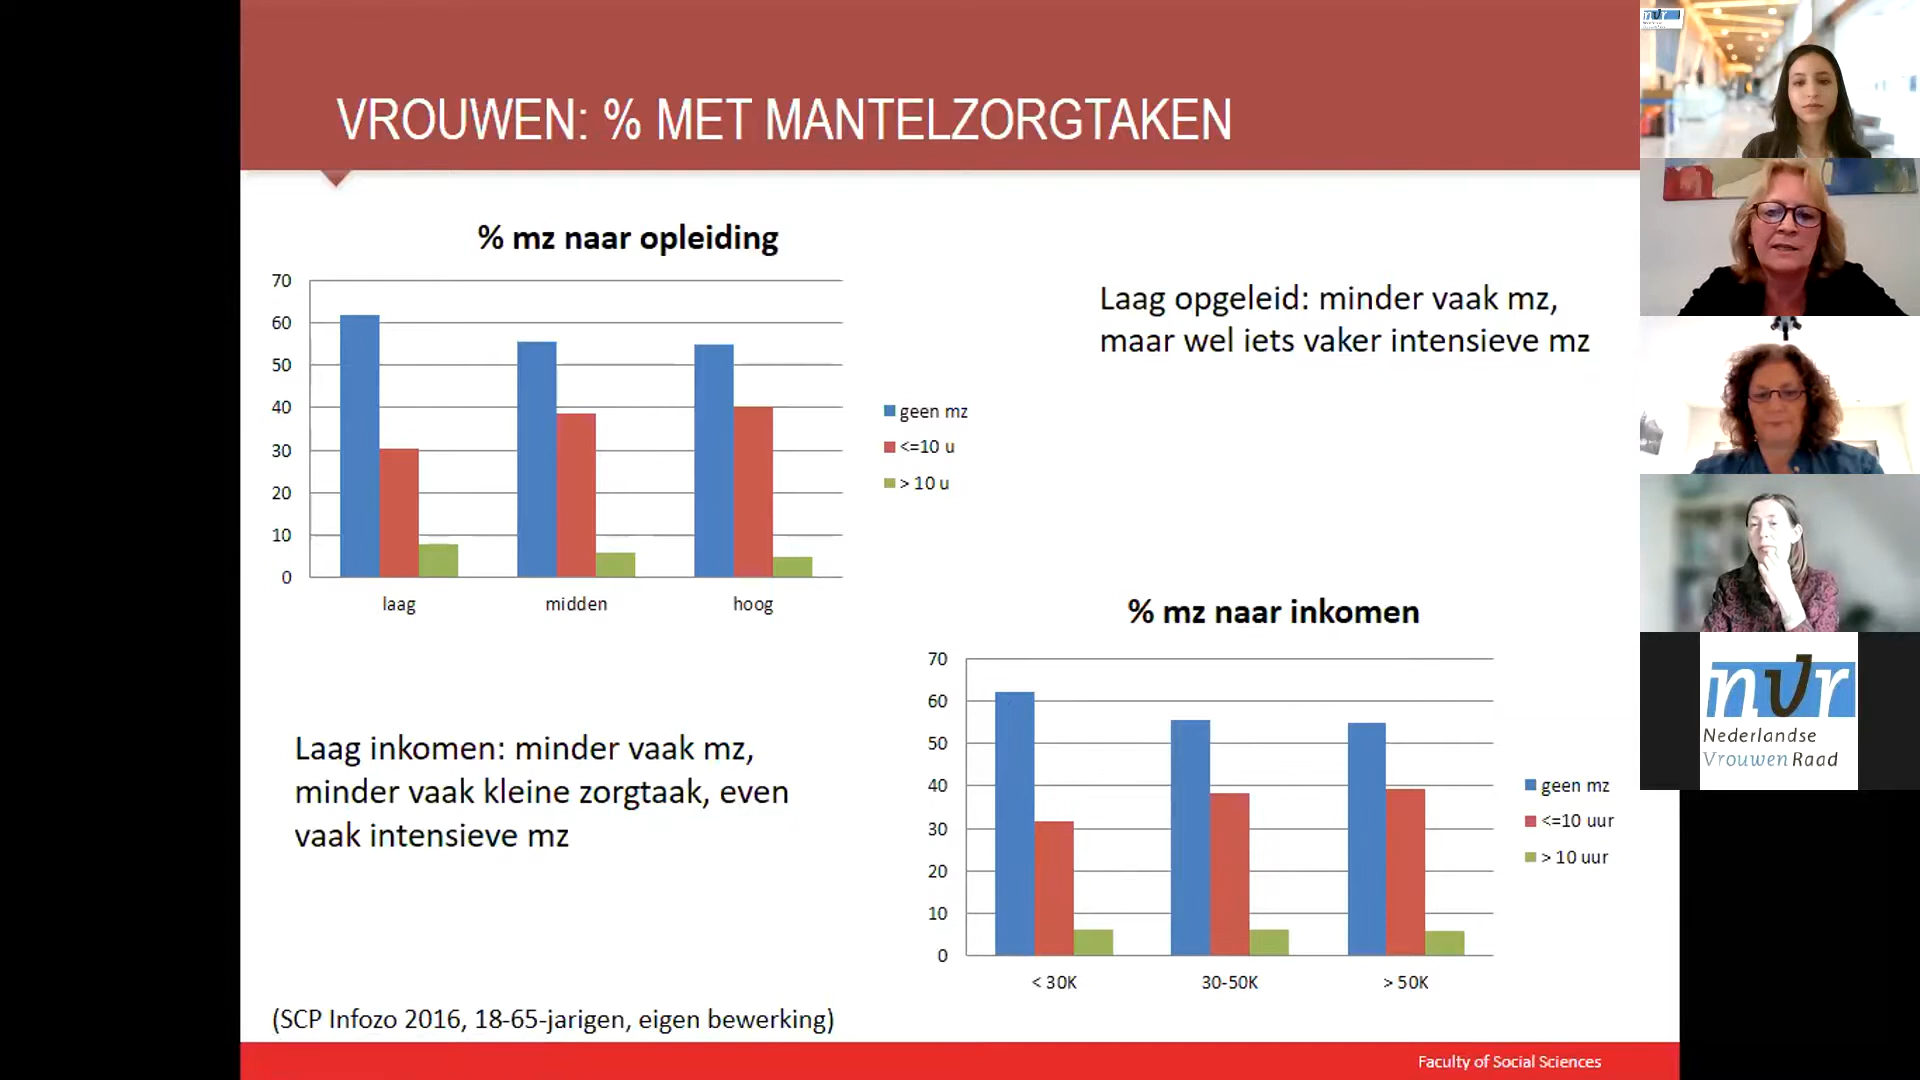 VROUWEN: % MET MANTELZORGTAKEN
% mz naar opleiding
70
60
50
40
30
20
10
0
laag midden hoog
geen mz
<=10 u
> 10 u
Laag opgeleid: minder vaak mz,
maar wel iets vaker intensieve mz
Laag inkomen: minder vaak mz,
minder vaak kleine zorgtaak, even
vaak intensieve mz
% mz naar inkomen
70
60
50
40
30
20
10
0
< 30K 30-50K > 50K
geen mz
<=10 uur
> 10 uur
(SCP Infozo 2016, 18-65-jarigen, eigen bewerking)
Faculty of Social Sciences
nvr
nvr
Nederlandse
VrouwenRaad